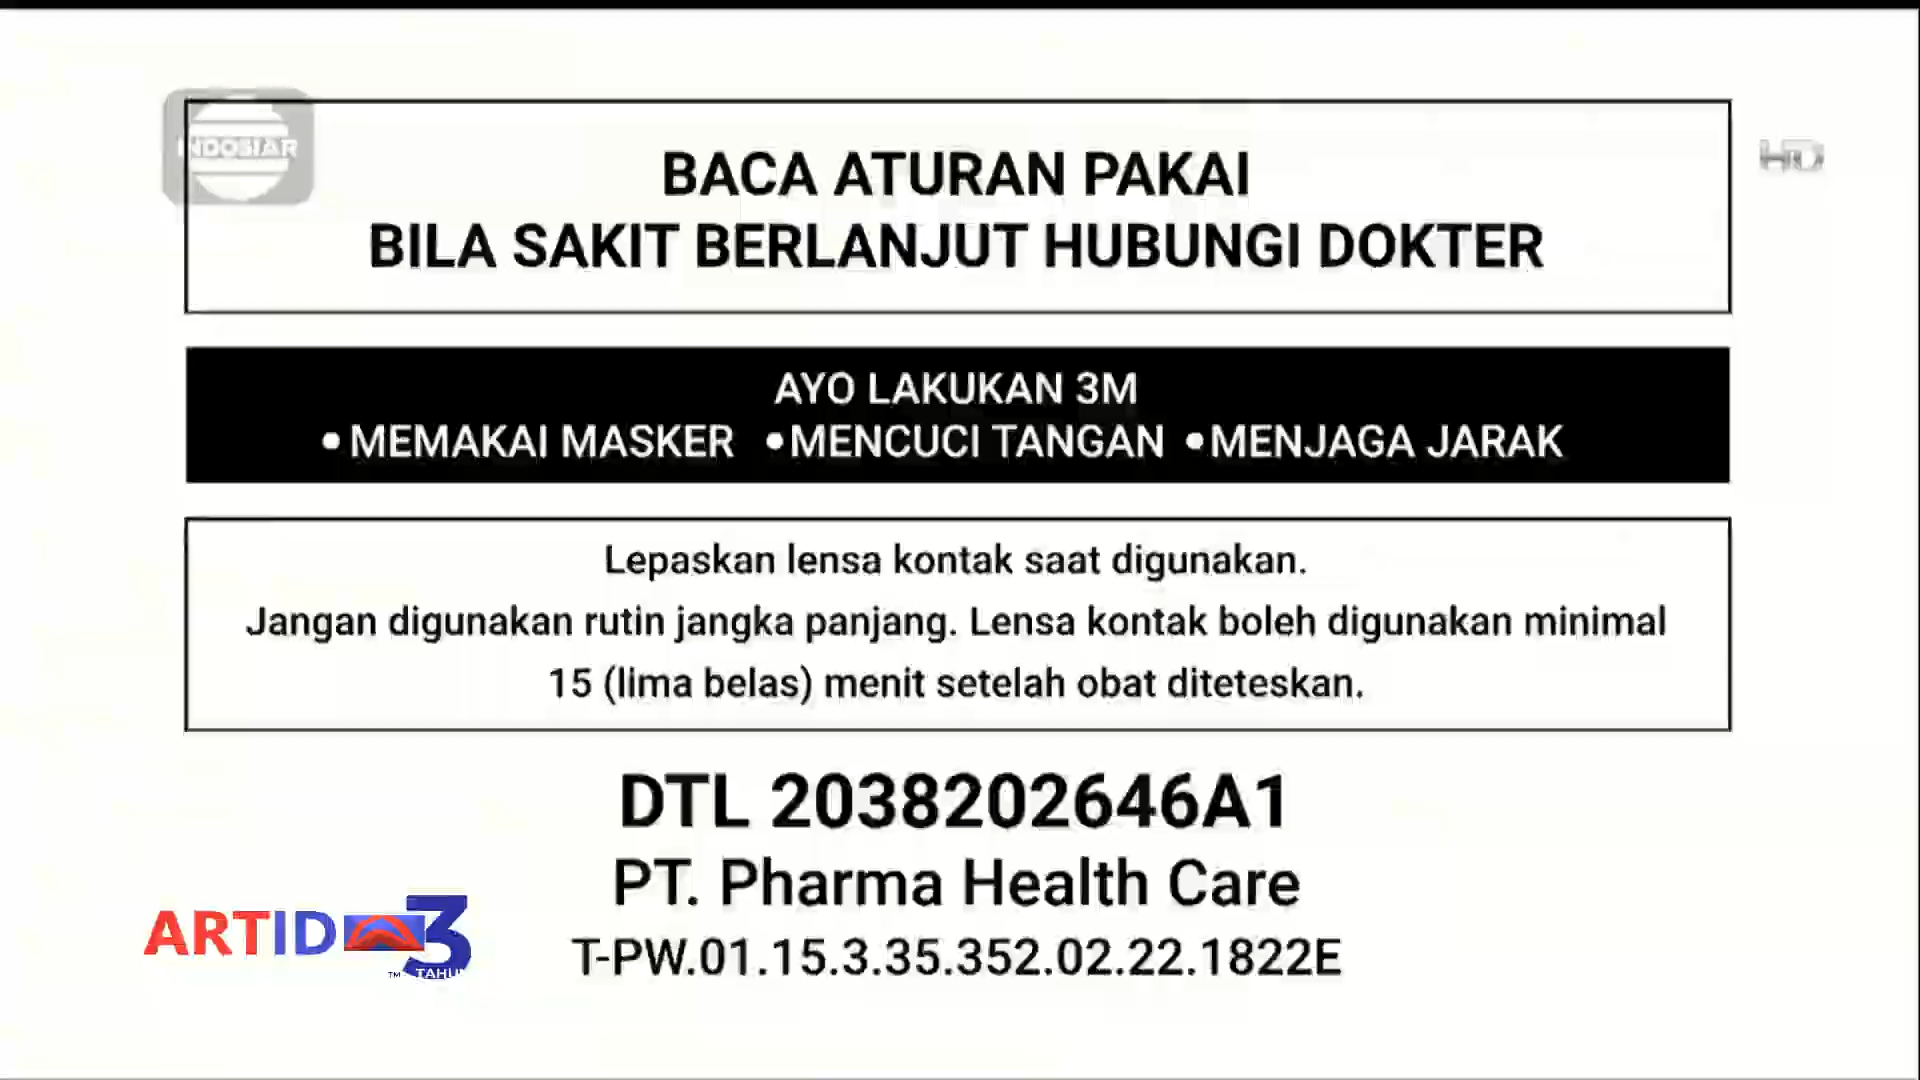 INDOSIAR
HD
BACA ATURAN PAKAI
BILA SAKIT BERLANJUT HUBUNGI DOKTER
AYO LAKUKAN 3M
•MEMAKAI MASKER •MENCUCI TANGAN •MENJAGA JARAK
Lepaskan lensa kontak saat digunakan.
Jangan digunakan rutin jangka panjang. Lensa kontak boleh digunakan minimal
15 (lima belas) menit setelah obat diteteskan.
DTL 2038202646A1
PT. Pharma Health Care
T-PW.01.15.3.35.352.02.22.1822E
ARTID 3
TM TAHUN